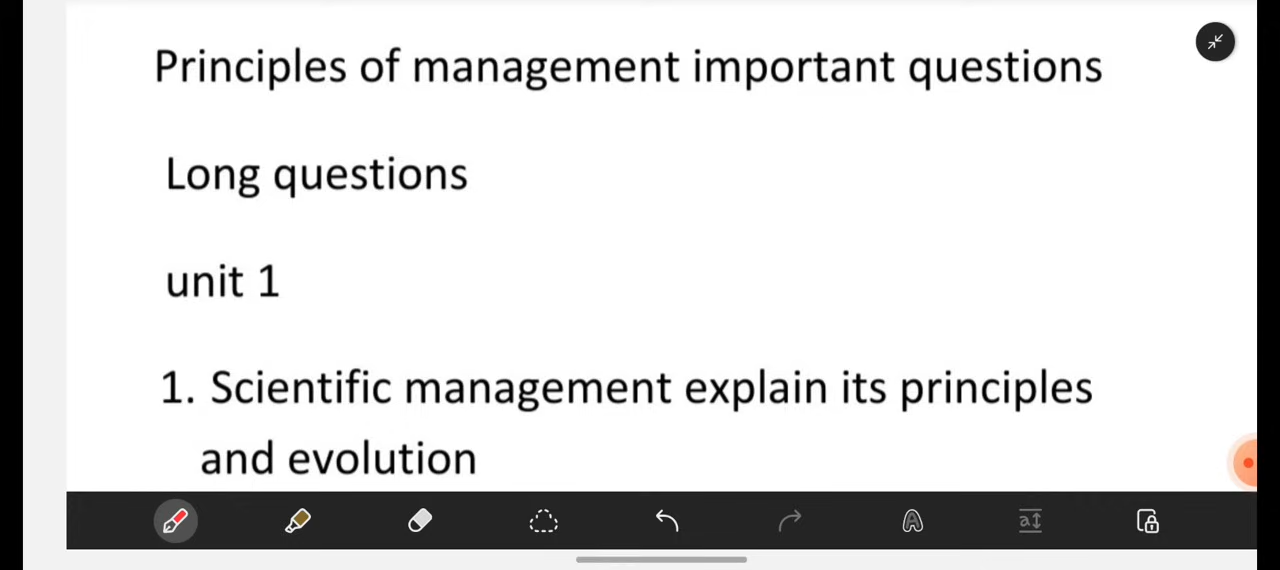 Principles of management important questions
Long questions
unit 1
1. Scientific management explain its principles
and evolution